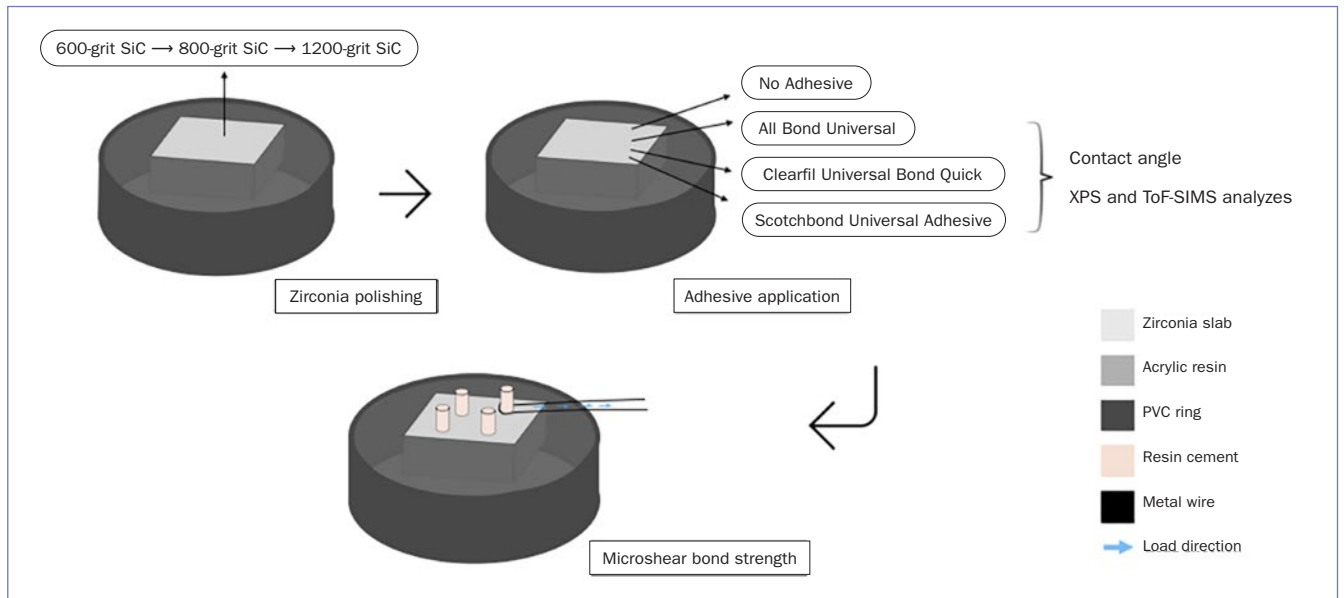 600-grit SiC → 800-grit SiC → 1200-grit SiC
No Adhesive
All Bond Universal
Clearfil Universal Bond Quick
Scotchbond Universal Adhesive
Contact angle
XPS and ToF-SIMS analyzes
Zirconia polishing
Adhesive application
Microshear bond strength
Zirconia slab
Acrylic resin
PVC ring
Resin cement
Metal wire
Load direction